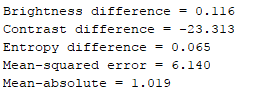 Brightness difference = 0.116
Contrast difference = -23.313
Entropy difference = 0.065
Mean-squared error = 6.140
Mean-absolute = 1.019